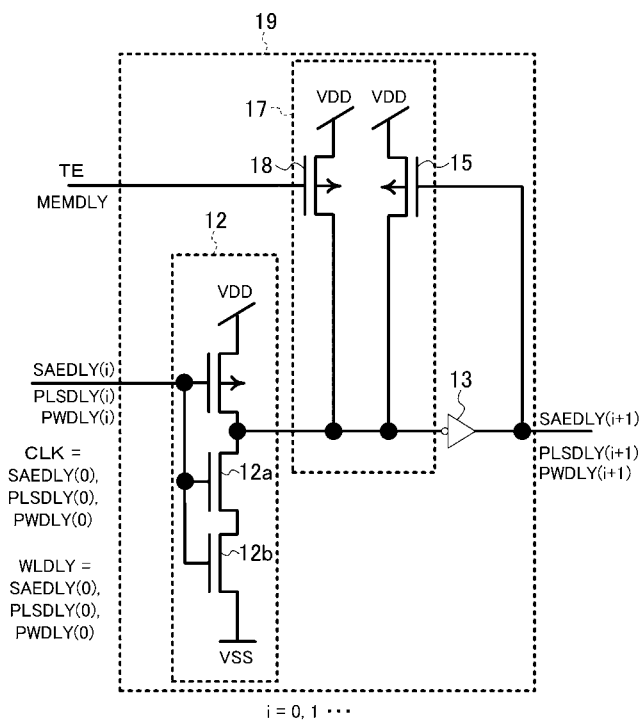 19
17
VDD
VDD
18
15
TE
MEMDLY
12
VDD
SAEDLY(i)
PLSDLY(i)
PWDLY(i)
13
SAEDLY(i+1)
PLSDLY(i+1)
PWDLY(i+1)
CLK =
SAEDLY(0),
PLSDLY(0),
PWDLY(0)
12a
WLDLY =
SAEDLY(0),
PLSDLY(0),
PWDLY(0)
12b
VSS
i = 0, 1 ･･･